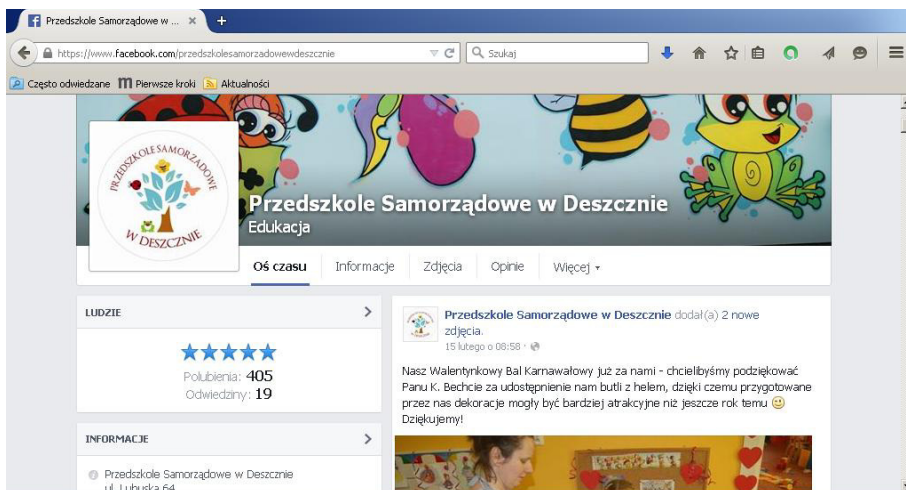 Przedszkole Samorządowe w ...
https://www.facebook.com/przedszkolesamorzadowewdeszcznie
Szukaj
Często odwiedzane
Pierwsze kroki
Aktualności
PRZEDSZKOLE SAMORZĄDOWE
W DESZCZNIE
Przedszkole Samorządowe w Deszcznie
Edukacja
Oś czasu
Informacje
Zdjęcia
Opinie
Więcej
LUDZIE
Polubienia: 405
Odwiedziny: 19
INFORMACJE
Przedszkole Samorządowe w Deszcznie
ul. Lubuska 64
Przedszkole Samorządowe w Deszcznie dodał(a) 2 nowe
zdjęcia.
15 lutego o 08:58 ·
Nasz Walentynkowy Bal Karnawałowy już za nami - chcielibyśmy podziękować
Panu K. Bechcie za udostępnienie nam butli z helem, dzięki czemu przygotowane
przez nas dekoracje mogły być bardziej atrakcyjne niż jeszcze rok temu
Dziękujemy!